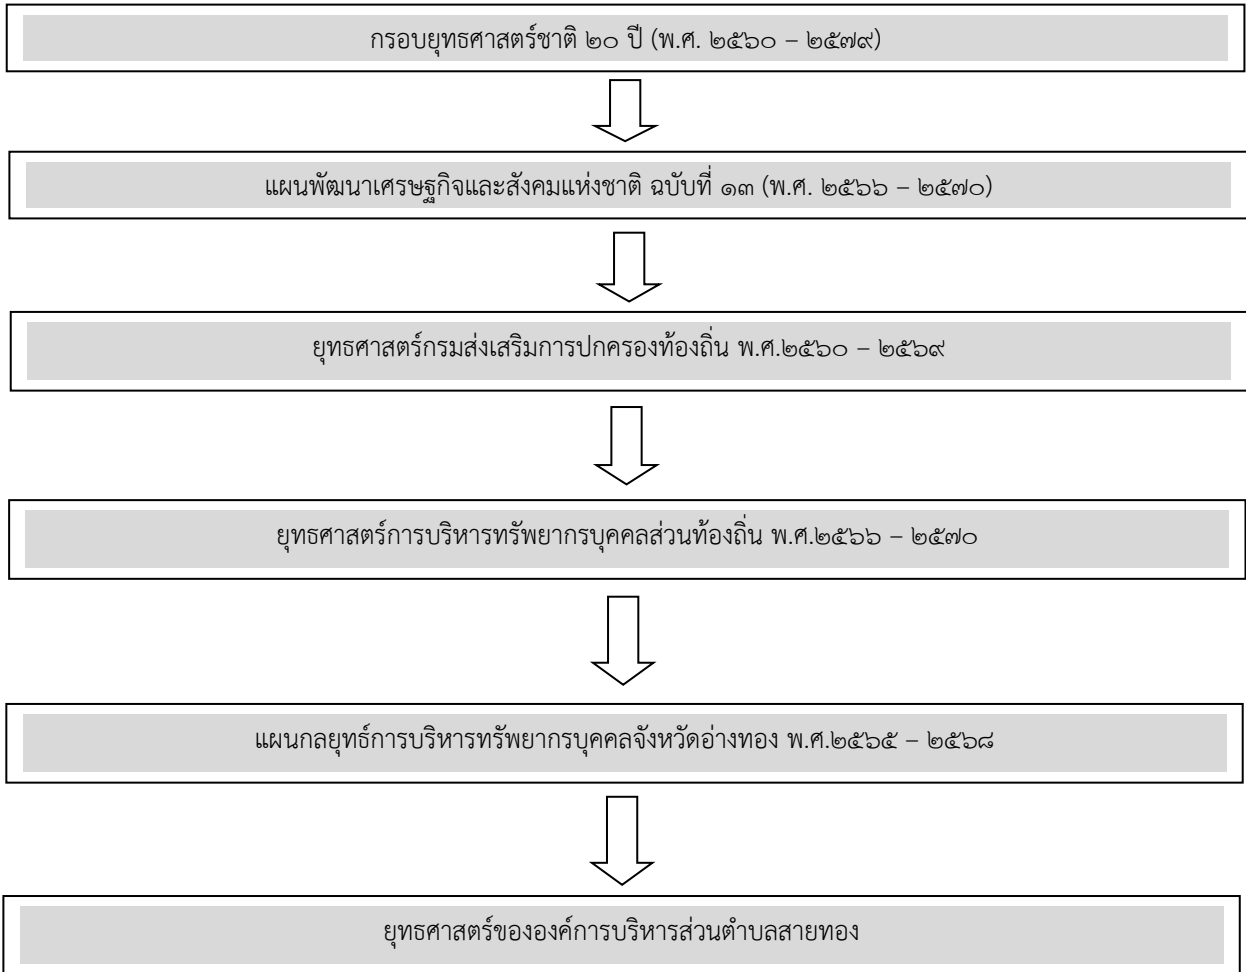 กรอบยุทธศาสตร์ชาติ ๒๐ ปี (พ.ศ. ๒๕๖๐ – ๒๕๗๙)
แผนพัฒนาเศรษฐกิจและสังคมแห่งชาติ ฉบับที่ ๑๓ (พ.ศ. ๒๕๖๖ – ๒๕๗๐)
ยุทธศาสตร์กรมส่งเสริมการปกครองท้องถิ่น พ.ศ.๒๕๖๐ – ๒๕๖๙
ยุทธศาสตร์การบริหารทรัพยากรบุคคลส่วนท้องถิ่น พ.ศ.๒๕๖๖ – ๒๕๗๐
แผนกลยุทธ์การบริหารทรัพยากรบุคคลจังหวัดอ่างทอง พ.ศ.๒๕๖๕ – ๒๕๖๘
ยุทธศาสตร์ขององค์การบริหารส่วนตำบลสายทอง